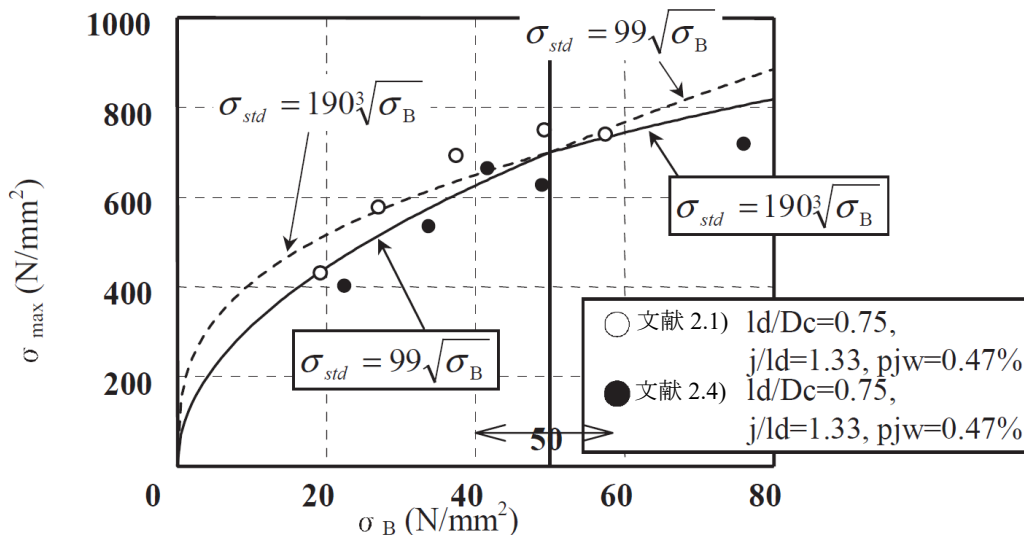 1000
800
600
400
200
0
20
40
60
80
50
σ max (N/mm²)
σ B (N/mm²)
σstd = 99√σB
σstd = 190∛σB
σstd = 190∛σB
σstd = 99√σB
文献 2.1) ld/Dc=0.75,
j/ld=1.33, pjw=0.47%
文献 2.4) ld/Dc=0.75,
j/ld=1.33, pjw=0.47%